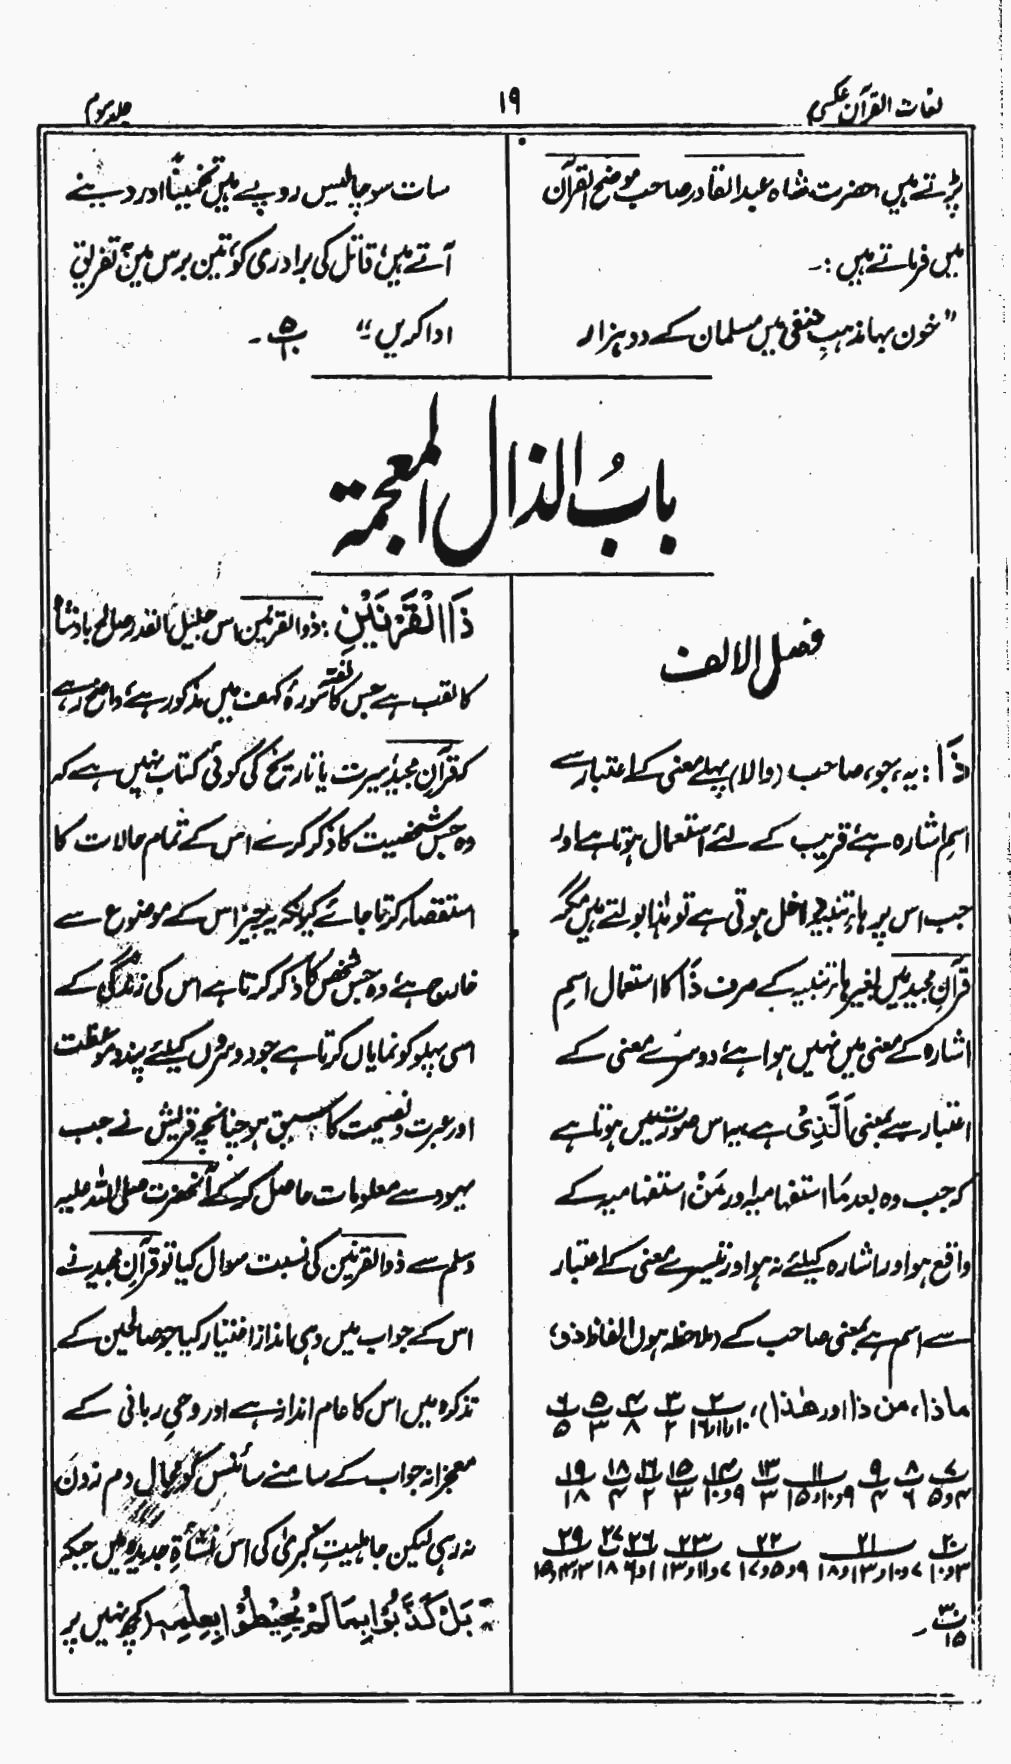 لغات القرآن عکسی
۱۹
جلد سوم
پڑتے ہیں حضرت شاہ عبدالقادر صاحب موضح القرآن
میں فرماتے ہیں :۔
"خون بہا مذہب حنفی میں مسلمان کے دو ہزار
سات سو چالیس روپے ہیں تخمیناً اور دینے
آتے ہیں قاتل کی برادری کو تین برس میں تفریق
ادا کریں" پ۵/۱۰ ۔
بابُ الذال المعجمة
فصل الالف
ذَا : یہ، جو، صاحب (والا) پہلے معنی کے اعتبار سے
اسم اشارہ ہے، قریب کے لئے استعمال ہوتا ہے اور
جب اس پر ہاء تنبیہ داخل ہوتی ہے تو ہٰذا بولتے ہیں مگر
قرآن مجید میں بغیر ہاء تنبیہ کے صرف ذَا کا استعمال اسمِ
اشارہ کے معنی میں نہیں ہوا ہے، دوسرے معنی کے
اعتبار سے بمعنی اَلَّذِیْ ہے، یہ اس صورت میں ہوتا ہے
کہ جب وہ بعد مَا استفہامیہ اور مَنْ استفہامیہ کے
واقع ہو اور اشارہ کیلئے نہ ہو اور تیسرے معنی کے اعتبار
سے اسم ہے بمعنی صاحب کے (ملاحظہ ہوں الفاظ ذو،
ماذا، من ذا اور ھٰذا)،
ذَا الْقَرْنَیْنِ : ذوالقرنین اس جلیل القدر صالح بادشاہ
کا لقب ہے جس کا قصہ سورۂ کہف میں مذکور ہے، واضح رہے
کہ قرآن مجید سیرت یا تاریخ کی کوئی کتاب نہیں ہے کہ
وہ جس شخصیت کا ذکر کرے اس کے تمام حالات کا
استقصا کرتا جائے کیونکہ یہ چیز اس کے موضوع سے
خارج ہے، وہ جس شخص کا ذکر کرتا ہے اس کی زندگی کے
اسی پہلو کو نمایاں کرتا ہے جو دوسروں کیلئے پند و موعظت
اور عبرت و نصیحت کا سبق ہو چنانچہ قریش نے جب
یہود سے معلومات حاصل کر کے آنحضرت صلی اللہ علیہ
وسلم سے ذوالقرنین کی نسبت سوال کیا تو قرآن مجید نے
اس کے جواب میں وہی انداز اختیار کیا جو صالحین کے
تذکرہ میں اس کا عام انداز ہے اور وحیِ ربانی کے
معجزانہ جواب کے سامنے سائنس کو مجال دم زدن
نہ رہی لیکن جاہلیتِ کبریٰ کی اس نشأۃِ جدیدہ میں جبکہ
بَلْ کَذَّبُوْا بِمَا لَمْ یُحِیْطُوْا بِعِلْمِہٖ (کچھ نہیں پر